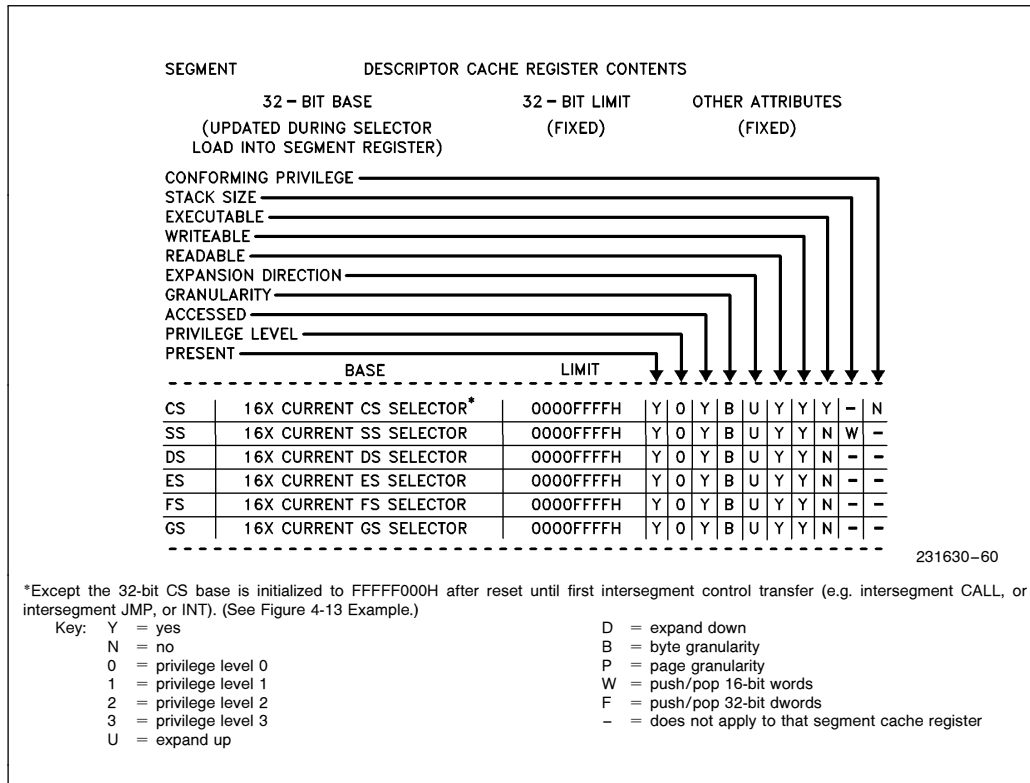 SEGMENT DESCRIPTOR CACHE REGISTER CONTENTS
32 – BIT BASE 32 – BIT LIMIT OTHER ATTRIBUTES
(UPDATED DURING SELECTOR (FIXED) (FIXED)
LOAD INTO SEGMENT REGISTER)
CONFORMING PRIVILEGE
STACK SIZE
EXECUTABLE
WRITEABLE
READABLE
EXPANSION DIRECTION
GRANULARITY
ACCESSED
PRIVILEGE LEVEL
PRESENT
BASE LIMIT
CS 16X CURRENT CS SELECTOR* 0000FFFFH Y 0 Y B U Y Y Y – N
SS 16X CURRENT SS SELECTOR 0000FFFFH Y 0 Y B U Y Y N W –
DS 16X CURRENT DS SELECTOR 0000FFFFH Y 0 Y B U Y Y N – –
ES 16X CURRENT ES SELECTOR 0000FFFFH Y 0 Y B U Y Y N – –
FS 16X CURRENT FS SELECTOR 0000FFFFH Y 0 Y B U Y Y N – –
GS 16X CURRENT GS SELECTOR 0000FFFFH Y 0 Y B U Y Y N – –
231630–60
*Except the 32-bit CS base is initialized to FFFFF000H after reset until first intersegment control transfer (e.g. intersegment CALL, or
intersegment JMP, or INT). (See Figure 4-13 Example.)
Key: Y = yes D = expand down
N = no B = byte granularity
0 = privilege level 0 P = page granularity
1 = privilege level 1 W = push/pop 16-bit words
2 = privilege level 2 F = push/pop 32-bit dwords
3 = privilege level 3 – = does not apply to that segment cache register
U = expand up